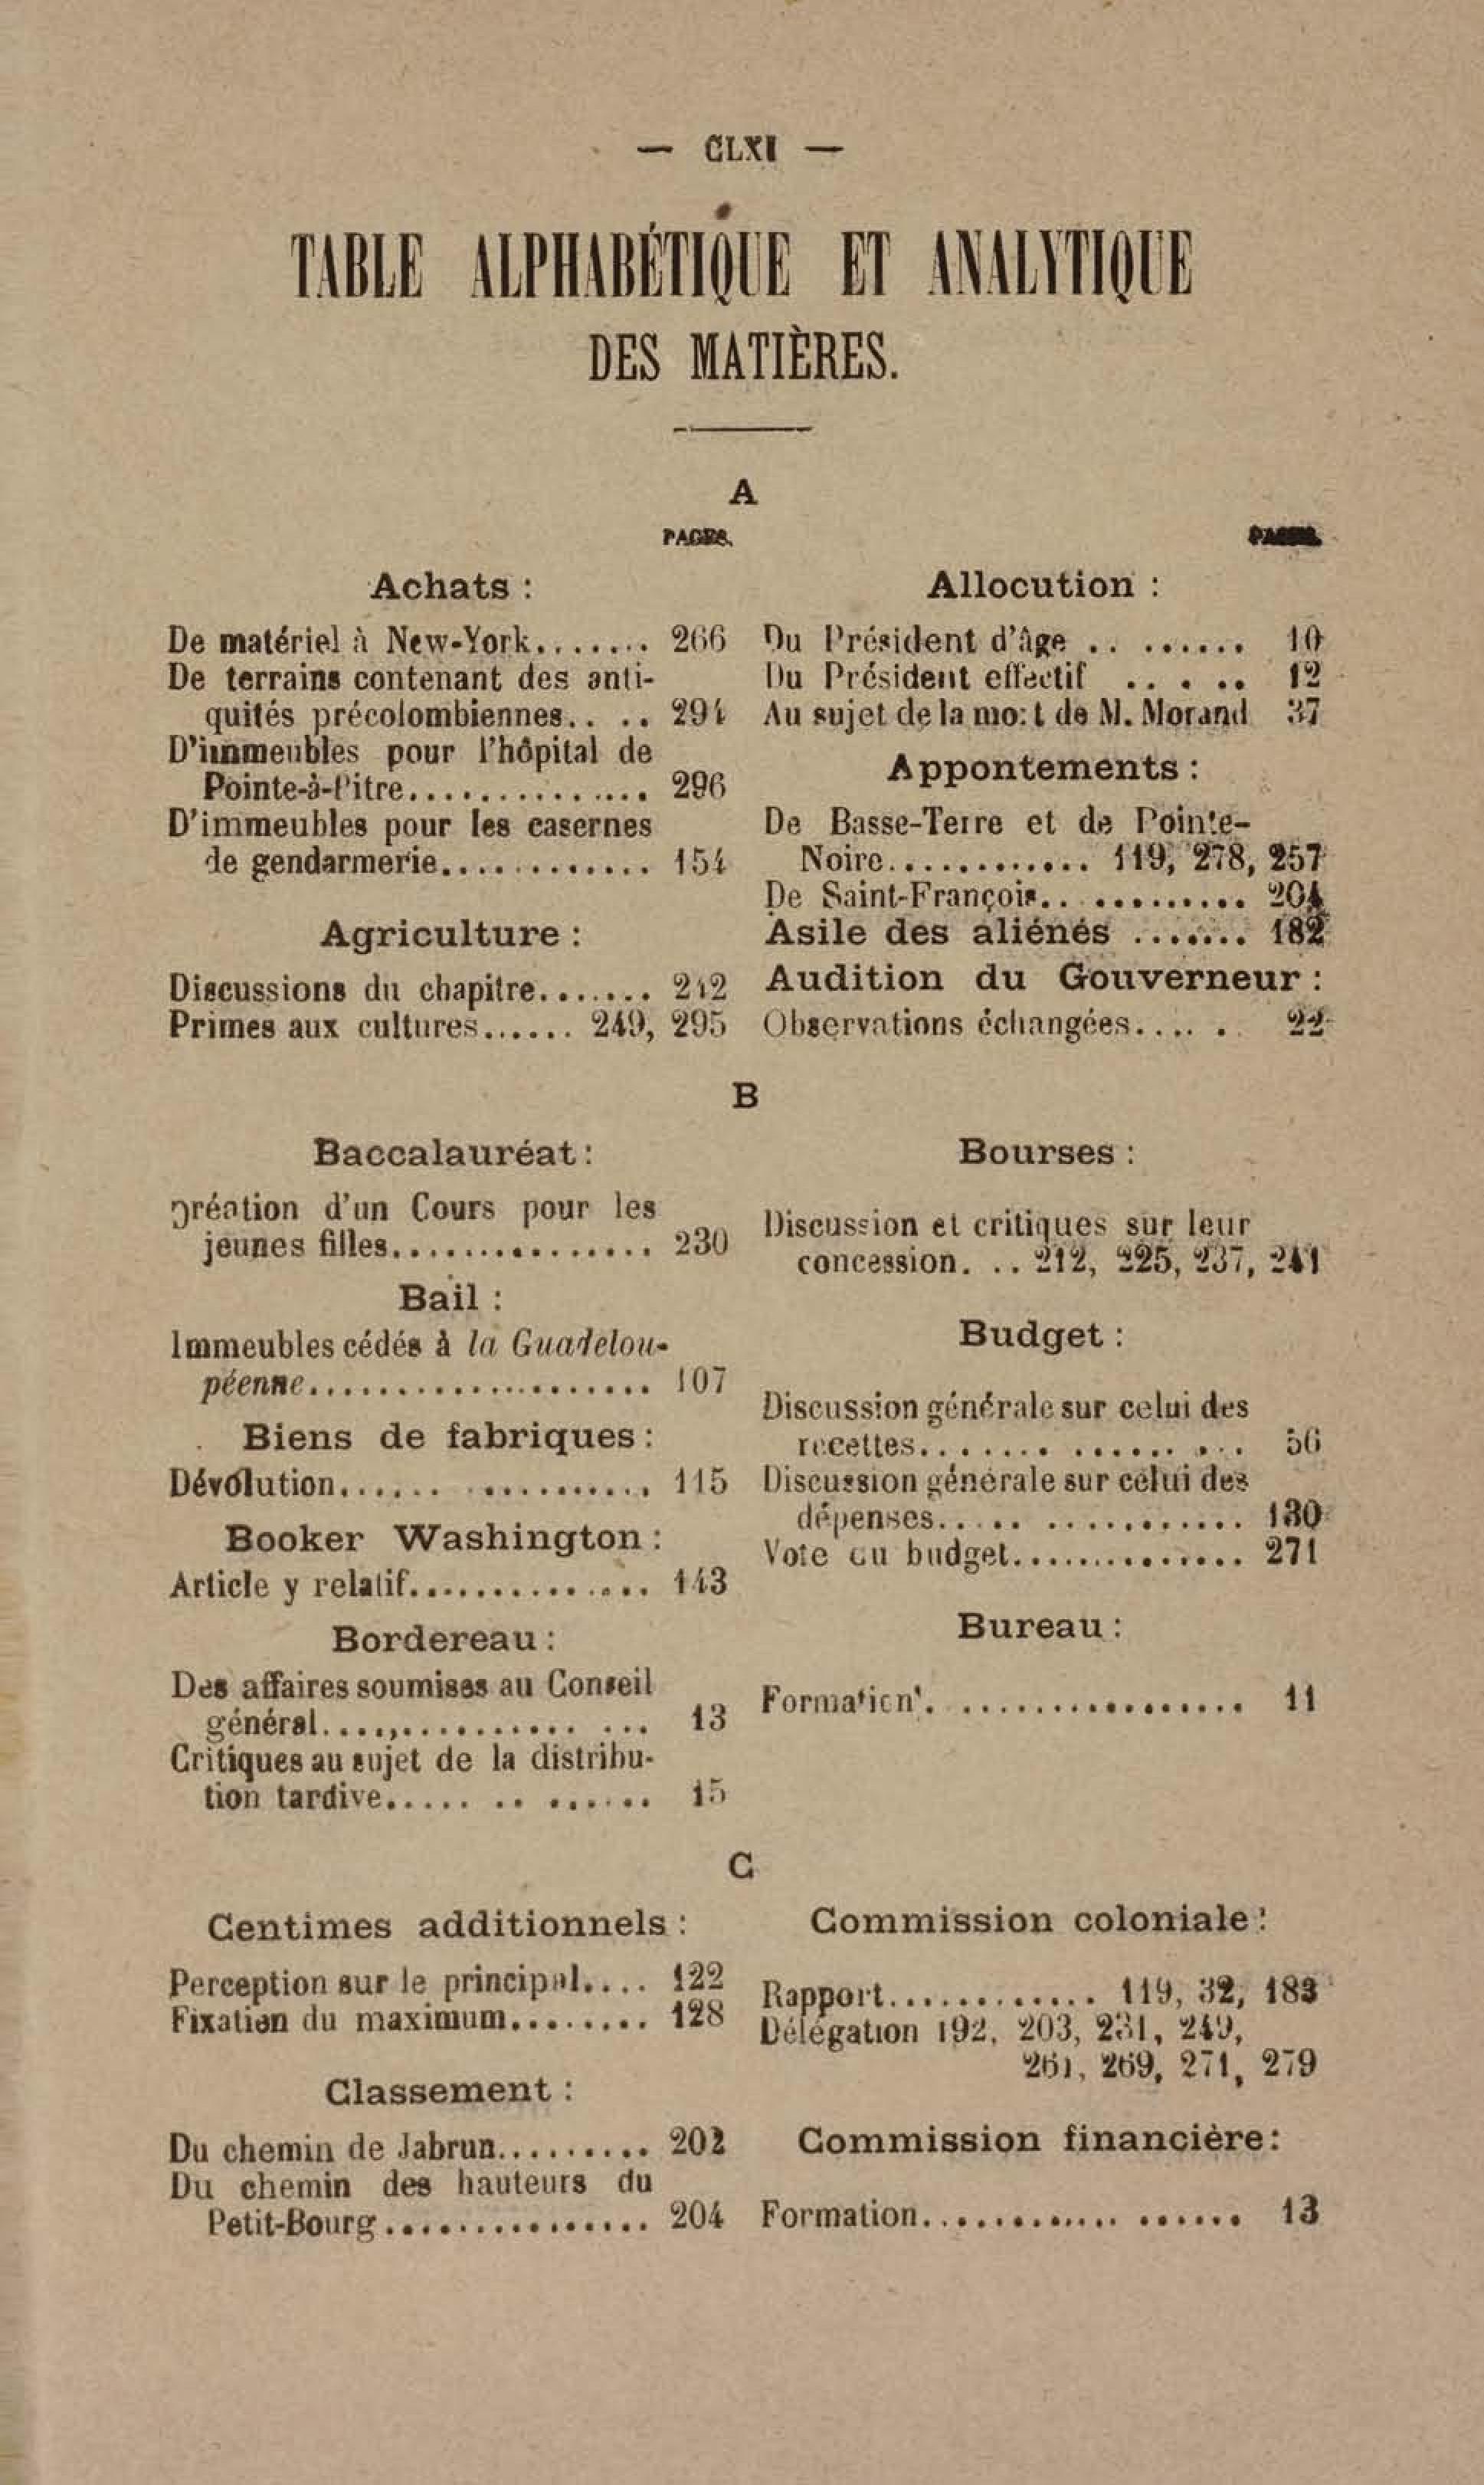 — CLXI —
TABLE ALPHABÉTIQUE ET ANALYTIQUE
DES MATIÈRES.
A
PAGES.
Achats :
De matériel à New-York........ 266
De terrains contenant des anti-
quités précolombiennes.. .. 294
D'immeubles pour l'hôpital de
Pointe-à-Pitre.............. 296
D'immeubles pour les casernes
de gendarmerie............. 154
Agriculture :
Discussions du chapitre....... 242
Primes aux cultures...... 249, 295
PAGES.
Allocution :
Du Président d'âge .. ...... 10
Du Président effectif .. . .. 12
Au sujet de la mort de M. Morand 37
Appontements :
De Basse-Terre et de Pointe-
Noire............ 119, 278, 257
De Saint-François.. .......... 204
Asile des aliénés ....... 182
Audition du Gouverneur :
Observations échangées..... . 22
B
Baccalauréat :
Création d'un Cours pour les
jeunes filles............... 230
Bail :
Immeubles cédés à la Guadelou-
péenne.................... 107
Biens de fabriques :
Dévolution...... .......... 115
Booker Washington :
Article y relatif.............. 143
Bordereau :
Des affaires soumises au Conseil
général....,.......... ... 13
Critiques au sujet de la distribu-
tion tardive..... .. ...... 15
Bourses :
Discussion et critiques sur leur
concession. .. 212, 225, 237, 241
Budget :
Discussion générale sur celui des
recettes........ ...... ... 56
Discussion générale sur celui des
dépenses..... ............ 130
Vote du budget.............. 271
Bureau :
Formation. ................. 11
C
Centimes additionnels :
Perception sur le principal.... 122
Fixation du maximum........ 128
Classement :
Du chemin de Jabrun......... 202
Du chemin des hauteurs du
Petit-Bourg ............... 204
Commission coloniale :
Rapport............. 119, 32, 183
Délégation 192, 203, 231, 249,
261, 269, 271, 279
Commission financière :
Formation............ ...... 13